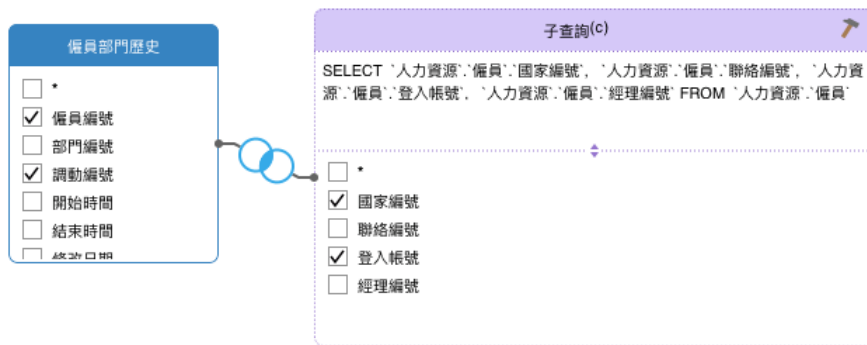 僱員部門歷史
*
僱員編號
部門編號
調動編號
開始時間
結束時間
修改日期
子查詢(c)
SELECT `人力資源`.`僱員`.`國家編號`, `人力資源`.`僱員`.`聯絡編號`, `人力資
源`.`僱員`.`登入帳號`, `人力資源`.`僱員`.`經理編號` FROM `人力資源`.`僱員`
*
國家編號
聯絡編號
登入帳號
經理編號